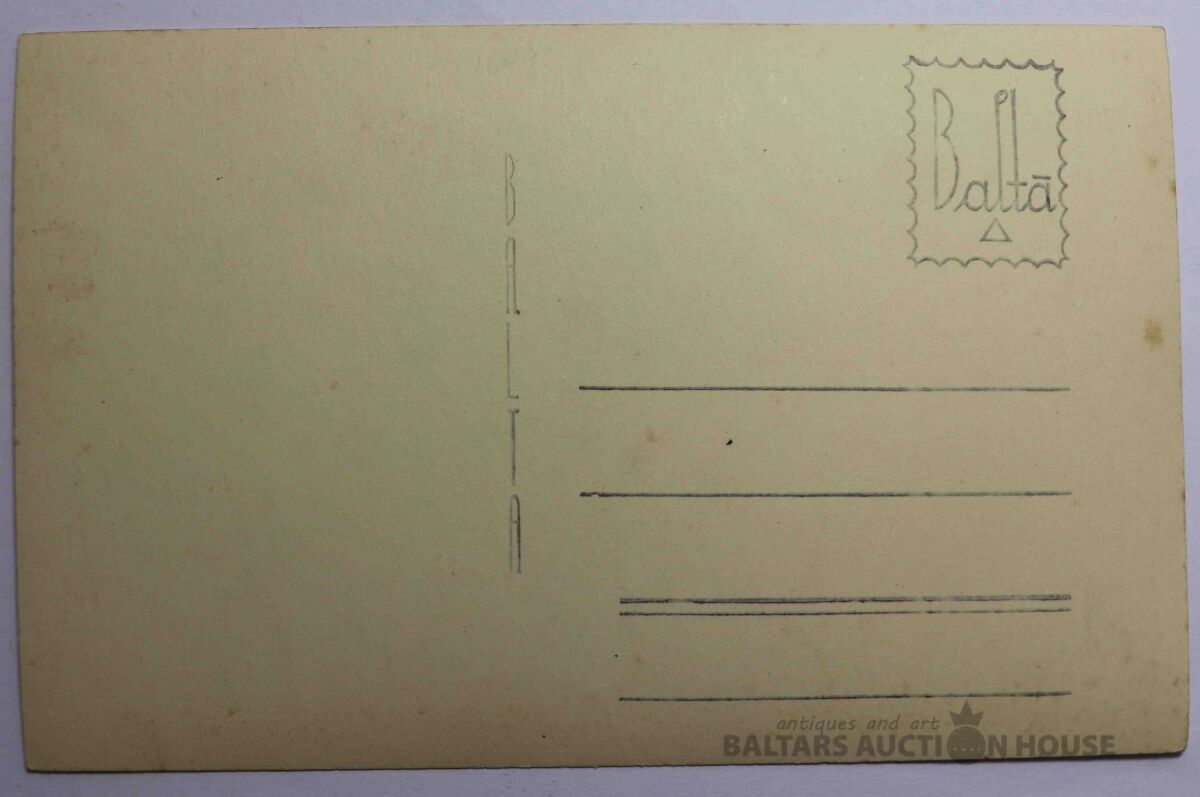 Baltā
BALTA
antiques and art
BALTARS AUCTION HOUSE